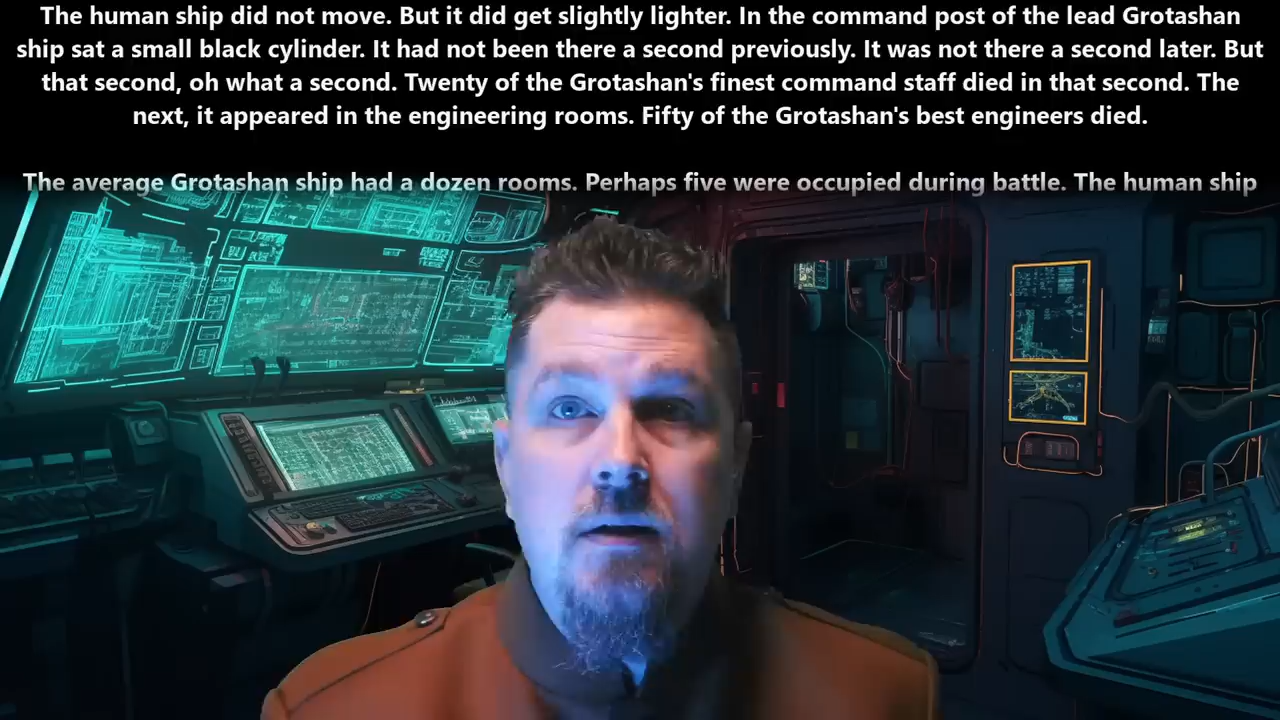 The human ship did not move. But it did get slightly lighter. In the command post of the lead Grotashan
ship sat a small black cylinder. It had not been there a second previously. It was not there a second later. But
that second, oh what a second. Twenty of the Grotashan's finest command staff died in that second. The
next, it appeared in the engineering rooms. Fifty of the Grotashan's best engineers died.
The average Grotashan ship had a dozen rooms. Perhaps five were occupied during battle. The human ship